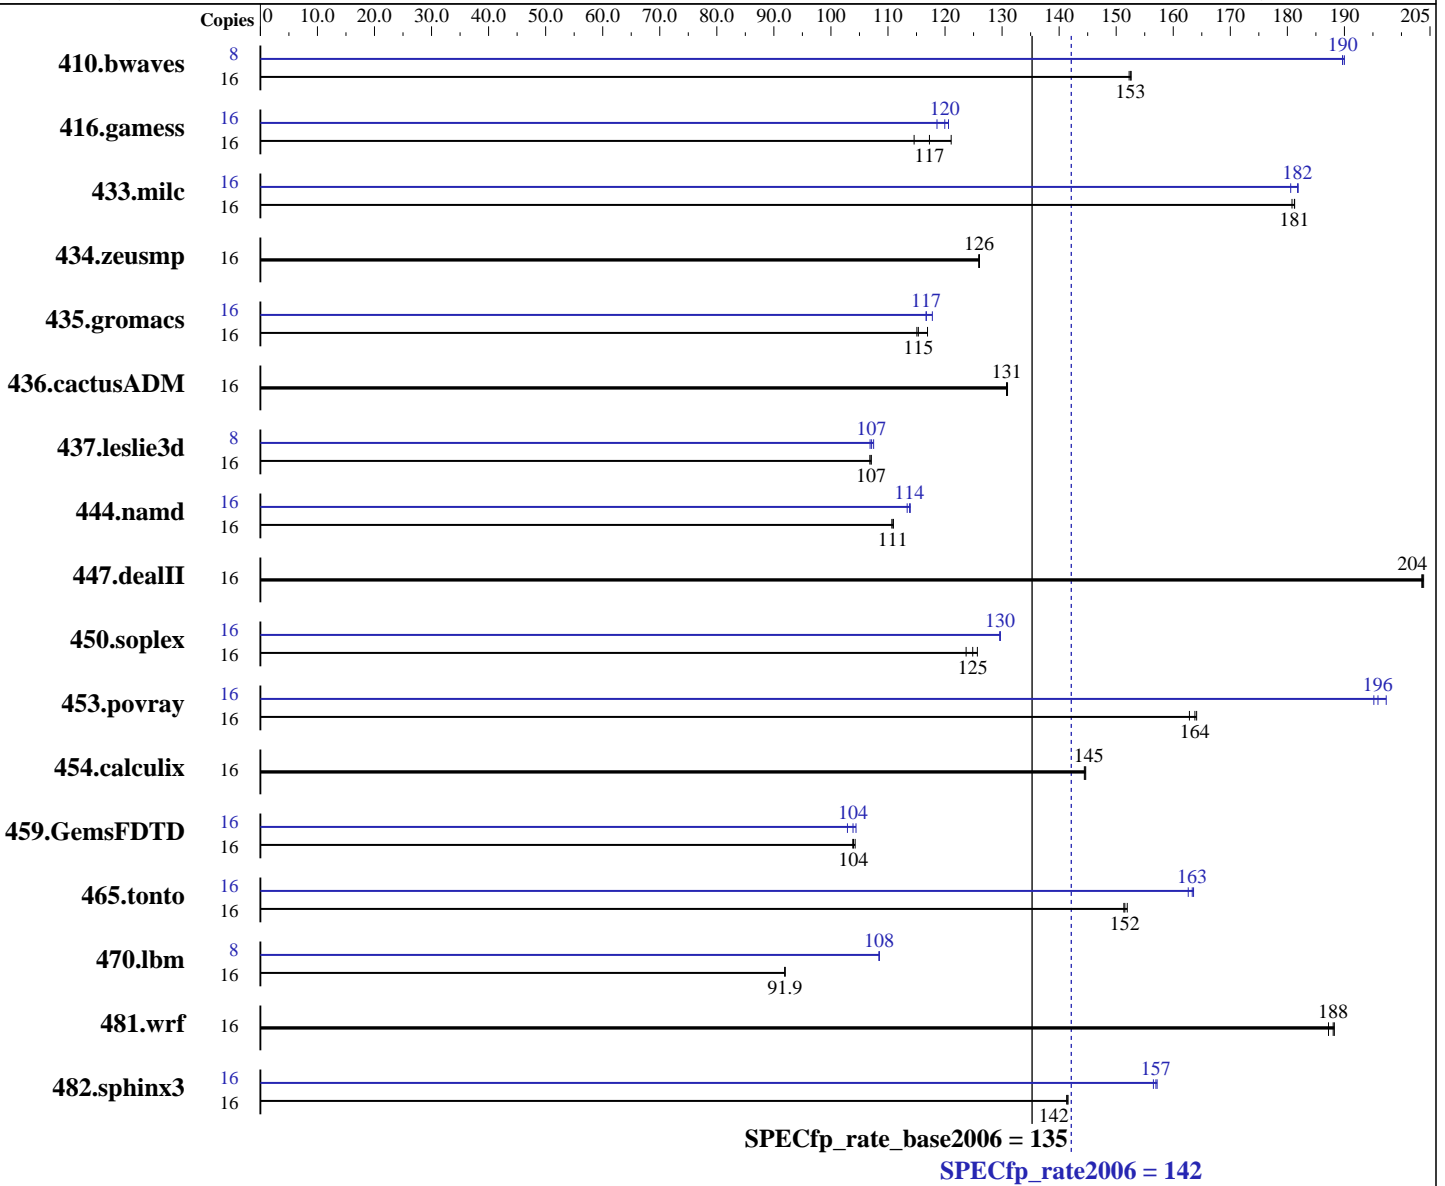 Copies 0 10.0 20.0 30.0 40.0 50.0 60.0 70.0 80.0 90.0 100 110 120 130 140 150 160 170 180 190 205
410.bwaves 8 190
16 153
416.gamess 16 120
16 117
433.milc 16 182
16 181
434.zeusmp 16 126
435.gromacs 16 117
16 115
436.cactusADM 16 131
437.leslie3d 8 107
16 107
444.namd 16 114
16 111
447.dealII 16 204
450.soplex 16 130
16 125
453.povray 16 196
16 164
454.calculix 16 145
459.GemsFDTD 16 104
16 104
465.tonto 16 163
16 152
470.lbm 8 108
16 91.9
481.wrf 16 188
482.sphinx3 16 157
16 142
SPECfp_rate_base2006 = 135
SPECfp_rate2006 = 142